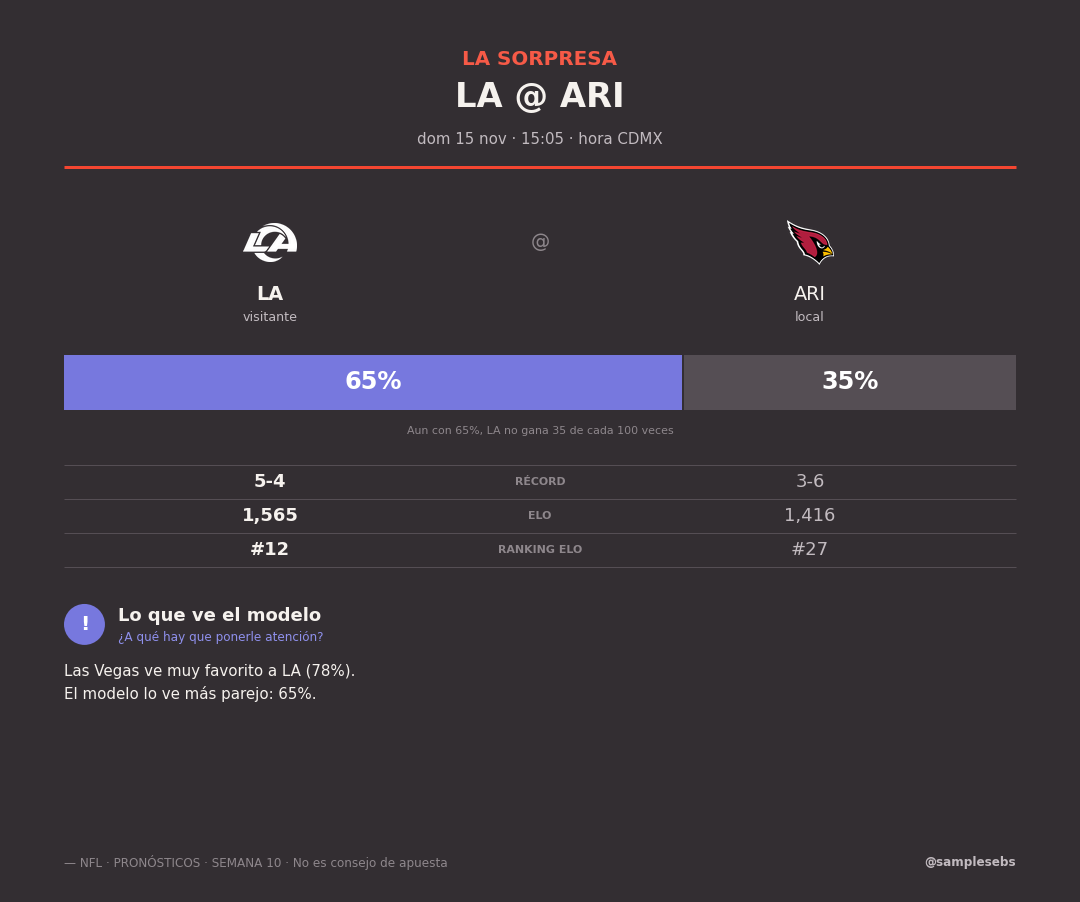 LA SORPRESA
LA @ ARI
dom 15 nov · 15:05 · hora CDMX
LA
@
LA
ARI
visitante
local
65%
35%
Aun con 65%, LA no gana 35 de cada 100 veces
5-4 RÉCORD 3-6
1,565 ELO 1,416
#12 RANKING ELO #27
!
Lo que ve el modelo
¿A qué hay que ponerle atención?
Las Vegas ve muy favorito a LA (78%).
El modelo lo ve más parejo: 65%.
— NFL · PRONÓSTICOS · SEMANA 10 · No es consejo de apuesta
@samplesebs